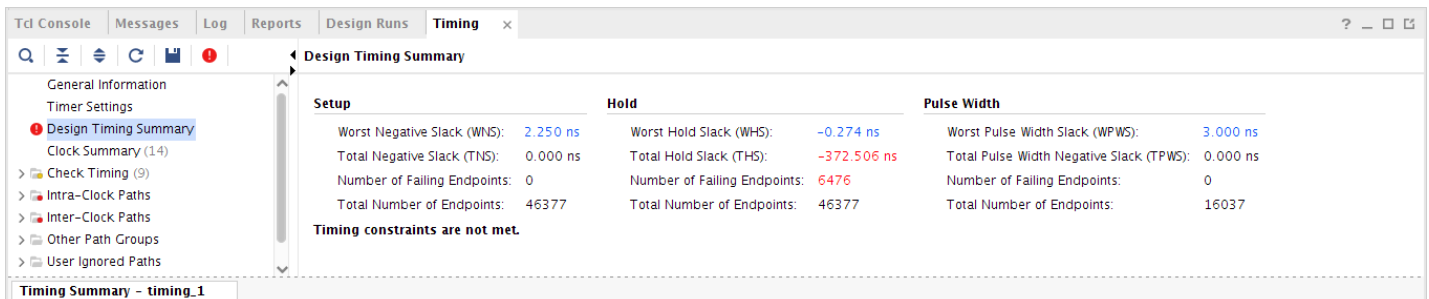 Tcl Console Messages Log Reports Design Runs Timing × ? _
Design Timing Summary
General Information
Timer Settings
Design Timing Summary
Clock Summary (14)
> Check Timing (9)
> Intra-Clock Paths
> Inter-Clock Paths
> Other Path Groups
> User Ignored Paths
Setup Hold Pulse Width
Worst Negative Slack (WNS): 2.250 ns Worst Hold Slack (WHS): -0.274 ns Worst Pulse Width Slack (WPWS): 3.000 ns
Total Negative Slack (TNS): 0.000 ns Total Hold Slack (THS): -372.506 ns Total Pulse Width Negative Slack (TPWS): 0.000 ns
Number of Failing Endpoints: 0 Number of Failing Endpoints: 6476 Number of Failing Endpoints: 0
Total Number of Endpoints: 46377 Total Number of Endpoints: 46377 Total Number of Endpoints: 16037
Timing constraints are not met.
Timing Summary - timing_1